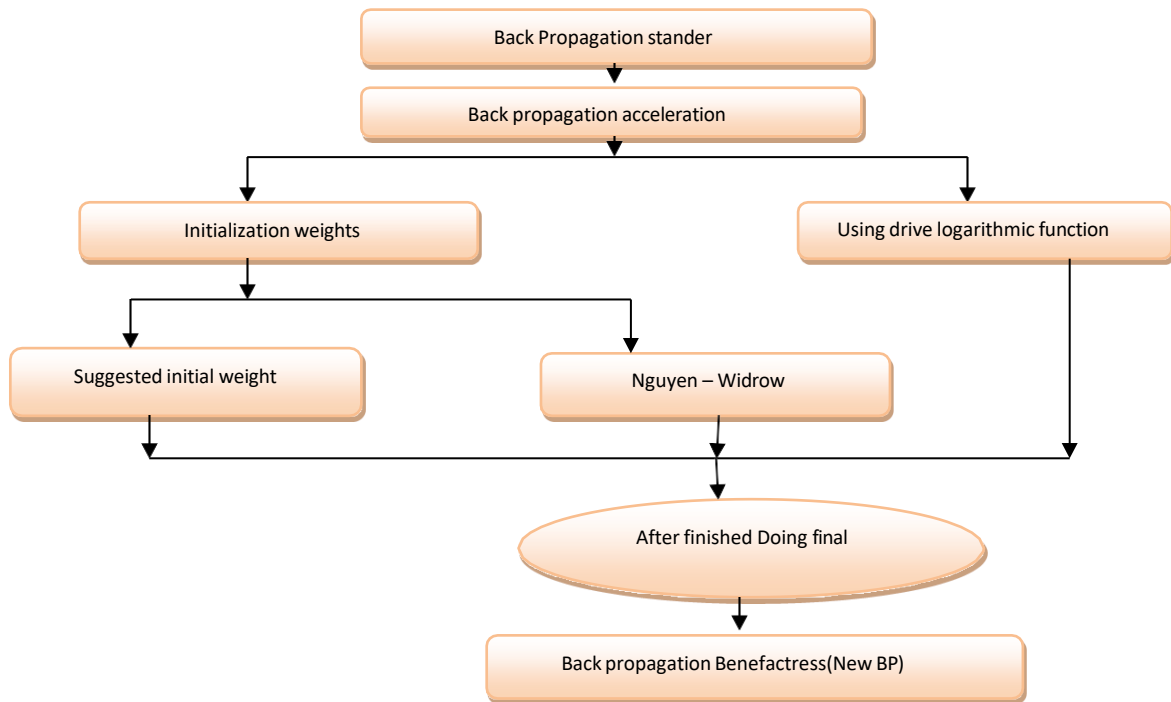 Back Propagation stander
Back propagation acceleration
Initialization weights
Using drive logarithmic function
Suggested initial weight
Nguyen – Widrow
After finished Doing final
Back propagation Benefactress(New BP)